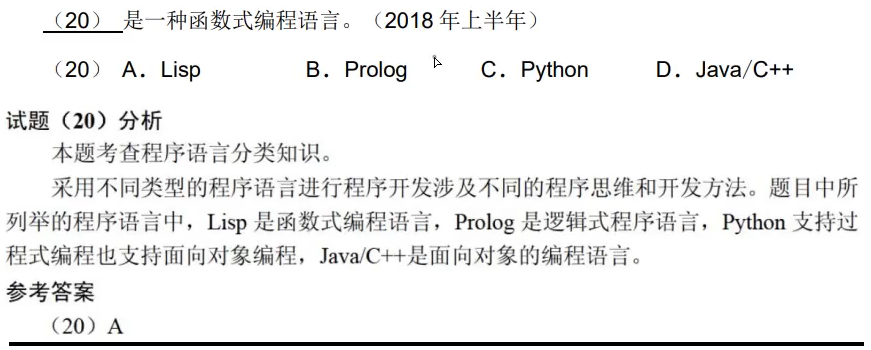 （20） 是一种函数式编程语言。（2018 年上半年）
（20） A．Lisp B．Prolog C．Python D．Java/C++
试题（20）分析
本题考查程序语言分类知识。
采用不同类型的程序语言进行程序开发涉及不同的程序思维和开发方法。题目中所
列举的程序语言中，Lisp 是函数式编程语言，Prolog 是逻辑式程序语言，Python 支持过
程式编程也支持面向对象编程，Java/C++是面向对象的编程语言。
参考答案
（20）A